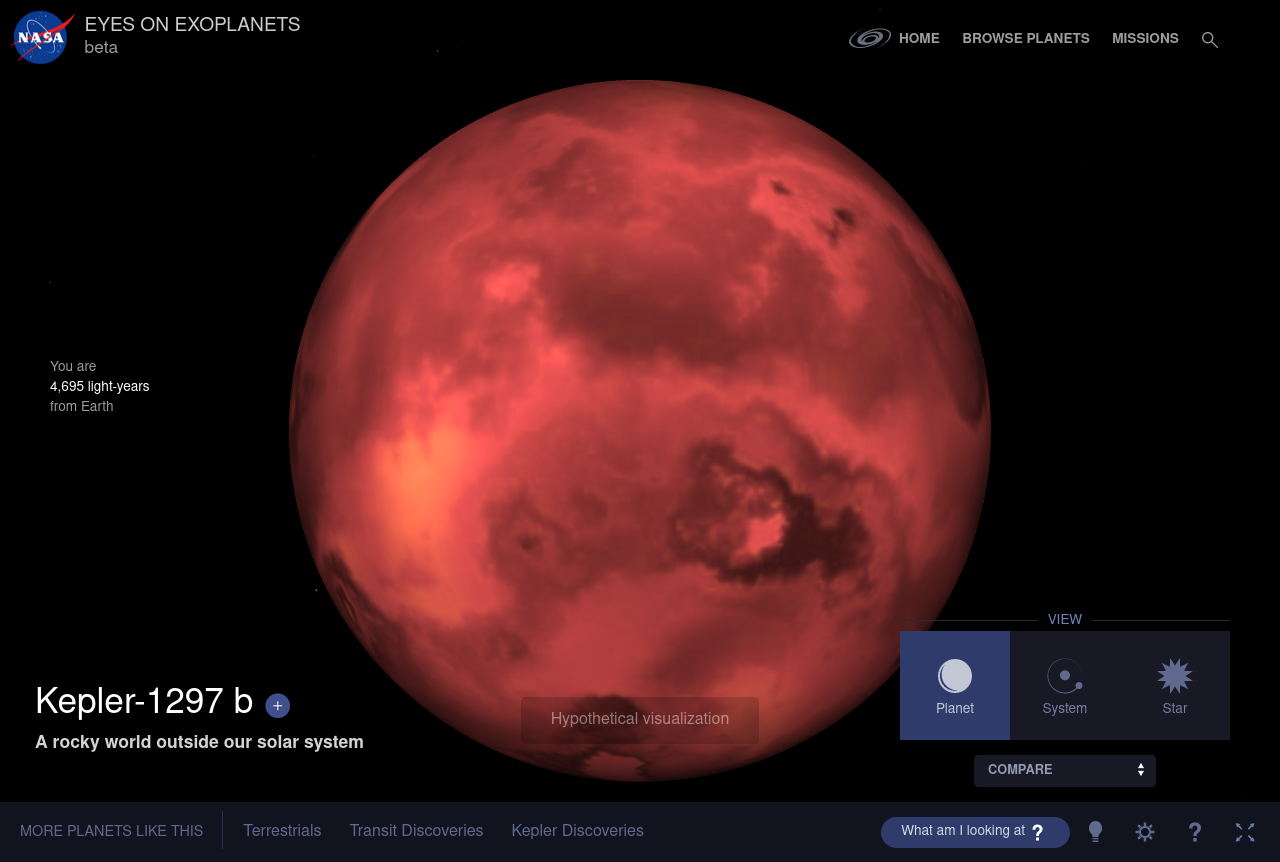 NASA
EYES ON EXOPLANETS
beta
HOME
BROWSE PLANETS
MISSIONS
You are
4,695 light-years
from Earth
VIEW
Planet
System
Star
Kepler-1297 b +
A rocky world outside our solar system
Hypothetical visualization
COMPARE
MORE PLANETS LIKE THIS
Terrestrials
Transit Discoveries
Kepler Discoveries
What am I looking at ?
?